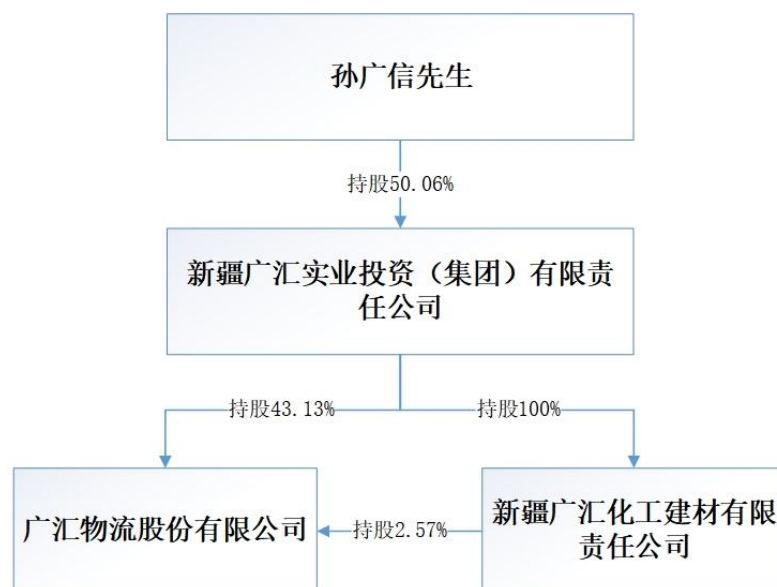 孙广信先生
持股50.06%
新疆广汇实业投资（集团）有限责
任公司
持股43.13%
持股100%
广汇物流股份有限公司
持股2.57%
新疆广汇化工建材有限
责任公司